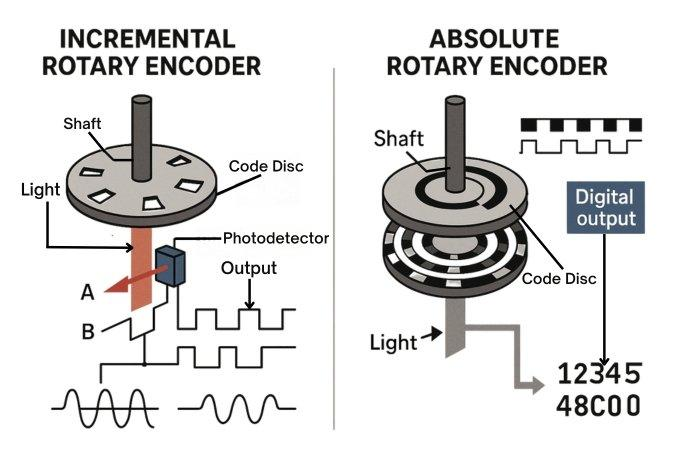 INCREMENTAL
ROTARY ENCODER
Shaft
Code Disc
Light
Photodetector
Output
A
B
ABSOLUTE
ROTARY ENCODER
Shaft
Digital
output
Code Disc
Light
12345
48C00